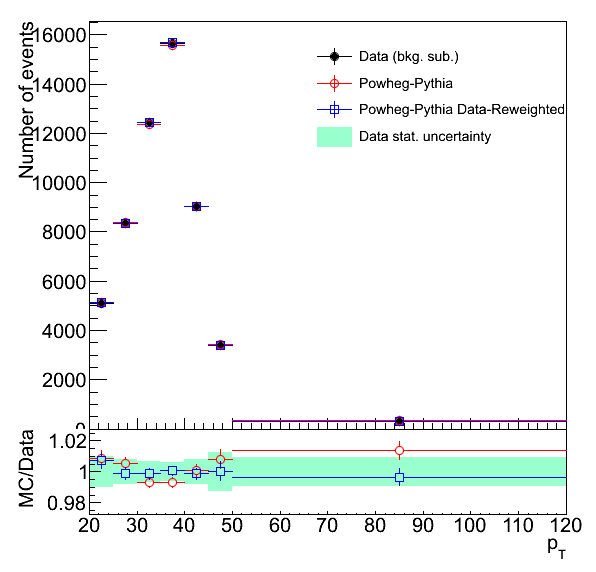 Number of events
16000
14000
12000
10000
8000
6000
4000
2000
Data (bkg. sub.)
Powheg-Pythia
Powheg-Pythia Data-Reweighted
Data stat. uncertainty
MC/Data
1.02
1
0.98
20 30 40 50 60 70 80 90 100 110 120
p_T